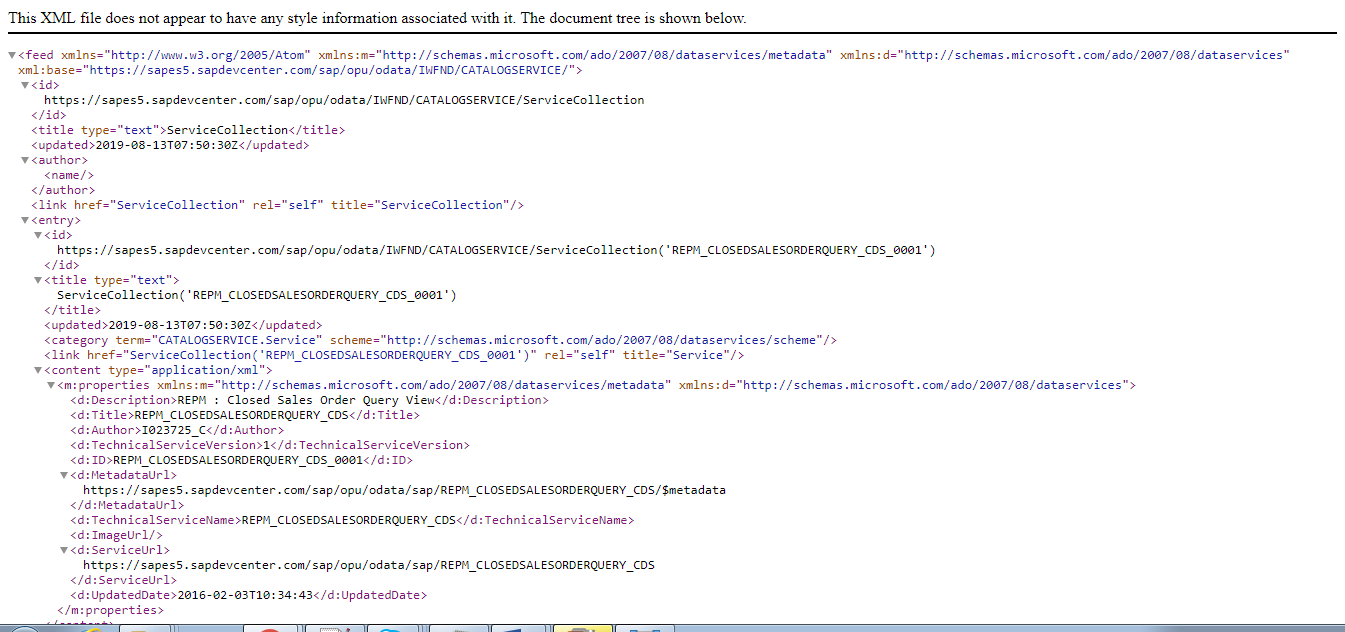 This XML file does not appear to have any style information associated with it. The document tree is shown below.
▼<feed xmlns="http://www.w3.org/2005/Atom" xmlns:m="http://schemas.microsoft.com/ado/2007/08/dataservices/metadata" xmlns:d="http://schemas.microsoft.com/ado/2007/08/dataservices"
xml:base="https://sapes5.sapdevcenter.com/sap/opu/odata/IWFND/CATALOGSERVICE/">
▼<id>
https://sapes5.sapdevcenter.com/sap/opu/odata/IWFND/CATALOGSERVICE/ServiceCollection
</id>
<title type="text">ServiceCollection</title>
<updated>2019-08-13T07:50:30Z</updated>
▼<author>
<name/>
</author>
<link href="ServiceCollection" rel="self" title="ServiceCollection"/>
▼<entry>
▼<id>
https://sapes5.sapdevcenter.com/sap/opu/odata/IWFND/CATALOGSERVICE/ServiceCollection('REPM_CLOSEDSALESORDERQUERY_CDS_0001')
</id>
▼<title type="text">
ServiceCollection('REPM_CLOSEDSALESORDERQUERY_CDS_0001')
</title>
<updated>2019-08-13T07:50:30Z</updated>
<category term="CATALOGSERVICE.Service" scheme="http://schemas.microsoft.com/ado/2007/08/dataservices/scheme"/>
<link href="ServiceCollection('REPM_CLOSEDSALESORDERQUERY_CDS_0001')" rel="self" title="Service"/>
▼<content type="application/xml">
▼<m:properties xmlns:m="http://schemas.microsoft.com/ado/2007/08/dataservices/metadata" xmlns:d="http://schemas.microsoft.com/ado/2007/08/dataservices">
<d:Description>REPM : Closed Sales Order Query View</d:Description>
<d:Title>REPM_CLOSEDSALESORDERQUERY_CDS</d:Title>
<d:Author>I023725_C</d:Author>
<d:TechnicalServiceVersion>1</d:TechnicalServiceVersion>
<d:ID>REPM_CLOSEDSALESORDERQUERY_CDS_0001</d:ID>
▼<d:MetadataUrl>
https://sapes5.sapdevcenter.com/sap/opu/odata/sap/REPM_CLOSEDSALESORDERQUERY_CDS/$metadata
</d:MetadataUrl>
<d:TechnicalServiceName>REPM_CLOSEDSALESORDERQUERY_CDS</d:TechnicalServiceName>
<d:ImageUrl/>
▼<d:ServiceUrl>
https://sapes5.sapdevcenter.com/sap/opu/odata/sap/REPM_CLOSEDSALESORDERQUERY_CDS
</d:ServiceUrl>
<d:UpdatedDate>2016-02-03T10:34:43</d:UpdatedDate>
</m:properties>
</content>